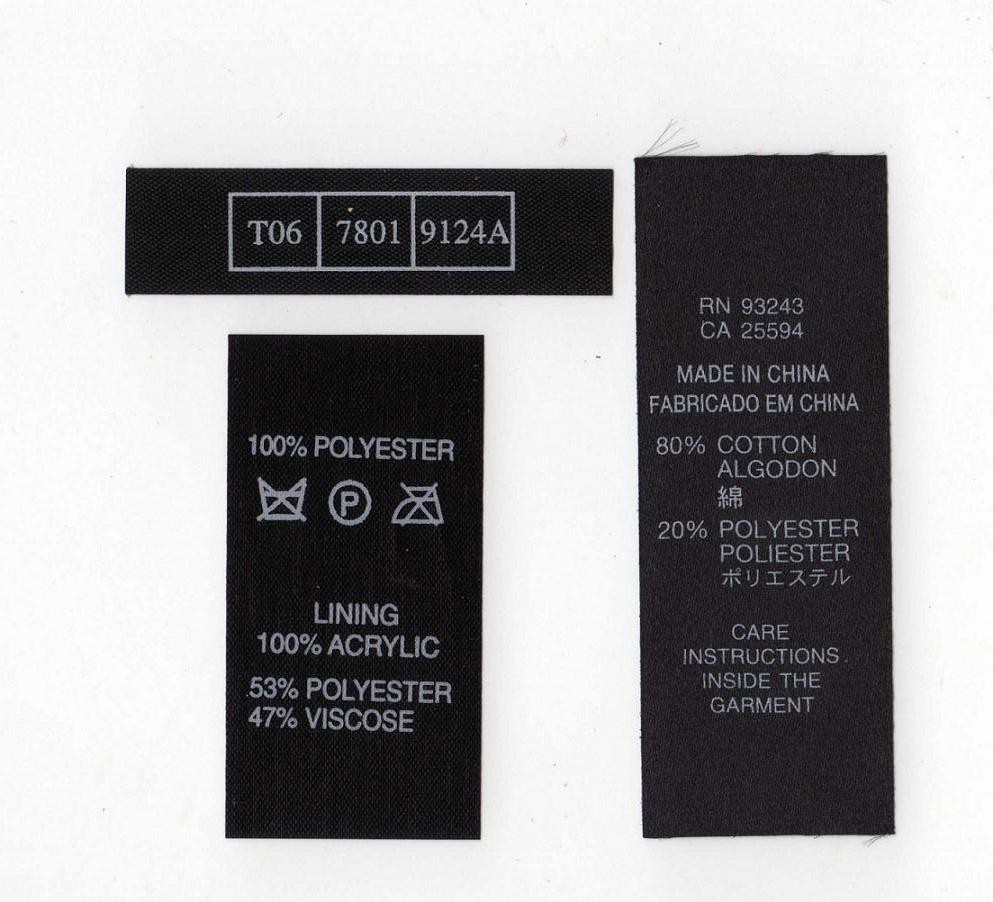 T06 7801 9124A
100% POLYESTER
P
LINING
100% ACRYLIC
53% POLYESTER
47% VISCOSE
RN 93243
CA 25594
MADE IN CHINA
FABRICADO EM CHINA
80% COTTON
ALGODON
綿
20% POLYESTER
POLIESTER
ポリエステル
CARE
INSTRUCTIONS
INSIDE THE
GARMENT